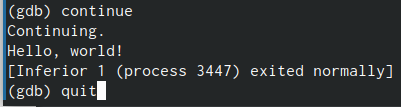 (gdb) continue
Continuing.
Hello, world!
[Inferior 1 (process 3447) exited normally]
(gdb) quit